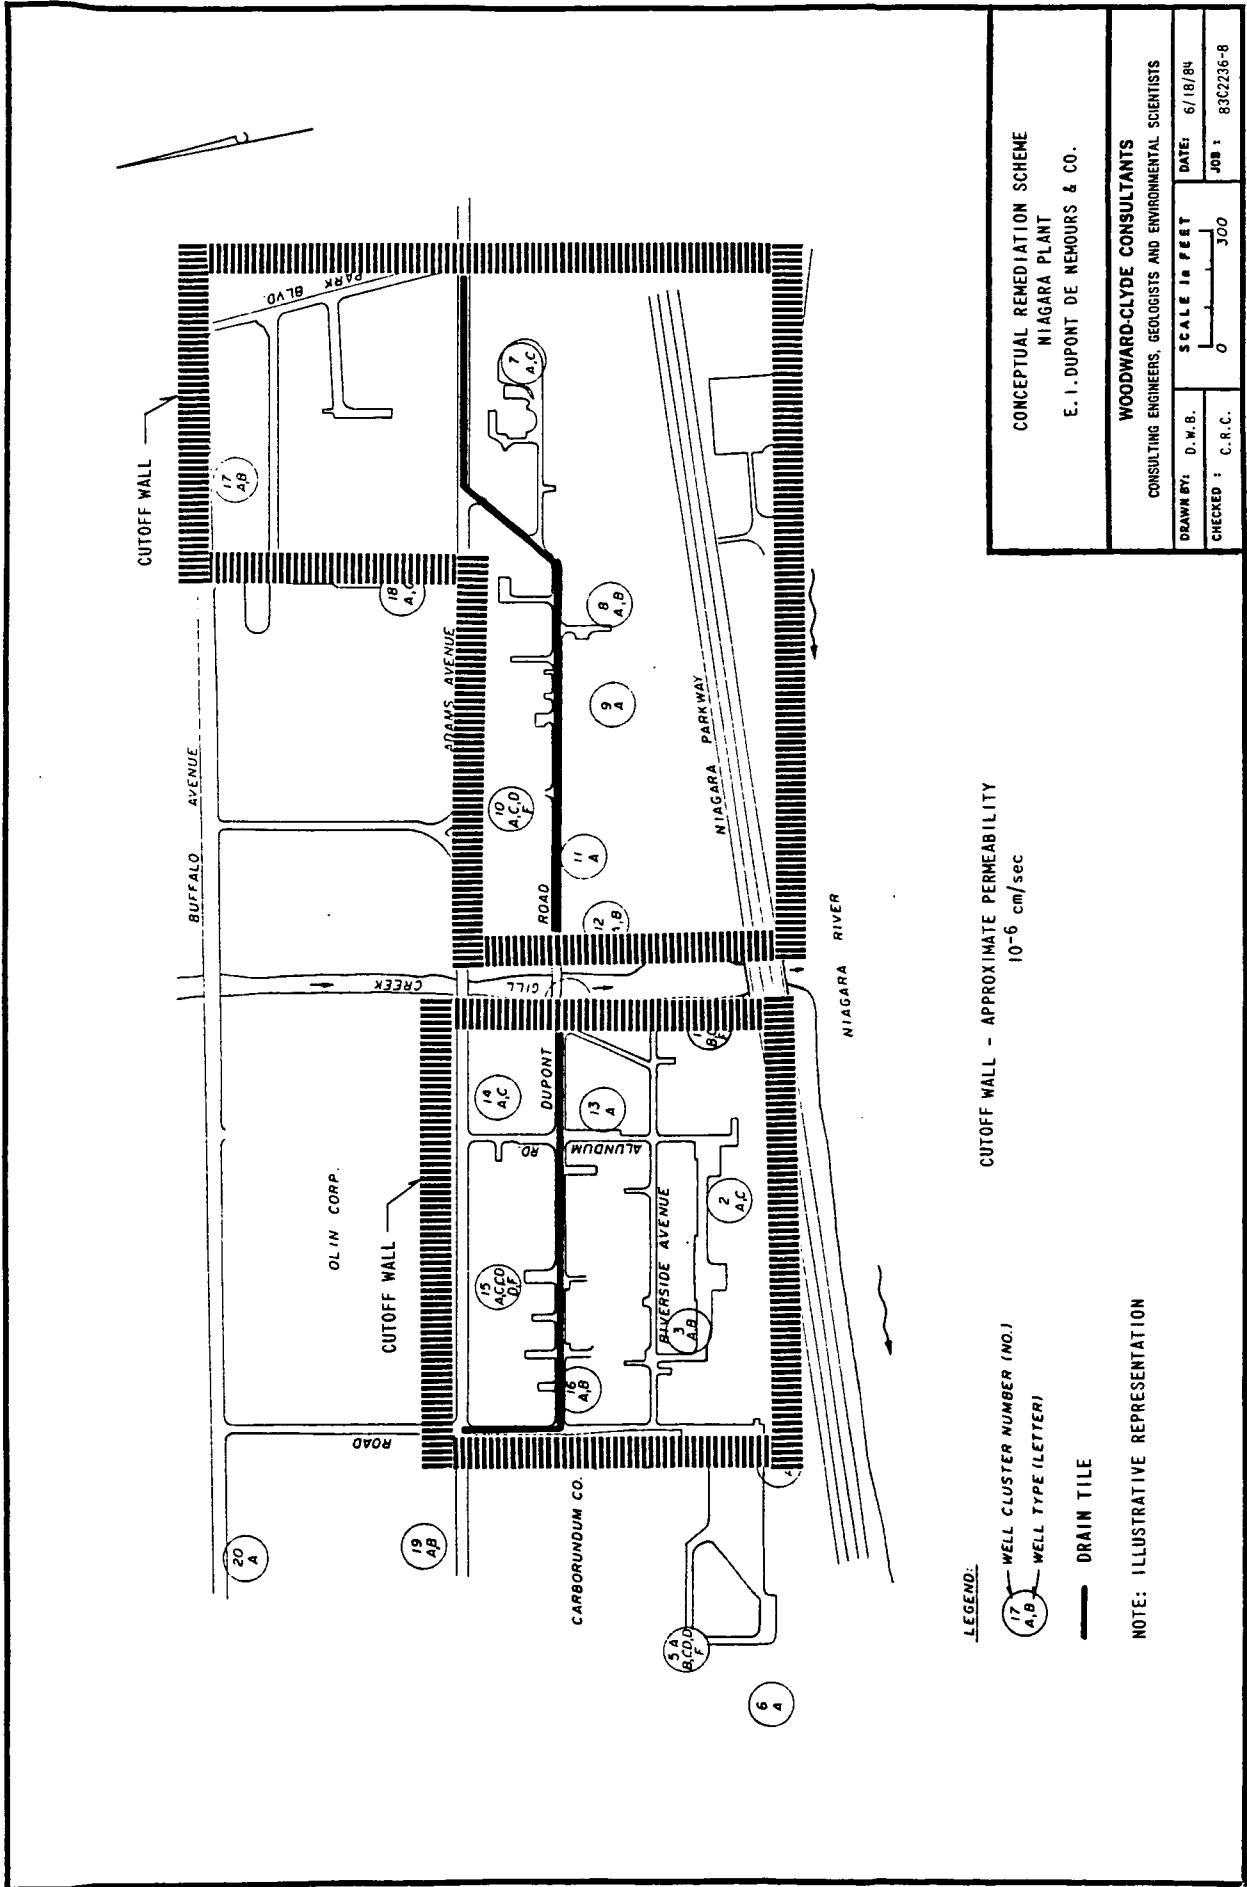 CUTOFF WALL
BUFFALO AVENUE
PARK
BLVD.
17
A,B
18
A,C
ADAMS AVENUE
7
A,C
8
A,B
9
A
10
A,C,D
F
11
A
12
A,B
ROAD
NIAGARA PARKWAY
NIAGARA RIVER
GILL CREEK
OLIN CORP.
CUTOFF WALL
14
A,C
DUPONT
13
A
ALUNDUM RD.
RIVERSIDE AVENUE
2
A,C
3
A,B
15
A,C,CD
D,F
16
A,B
ROAD
CARBORUNDUM CO.
19
A,B
20
A
5 A
B,CD,D
F
6
A
CUTOFF WALL - APPROXIMATE PERMEABILITY
10-6 cm/sec
LEGEND:
17
A,B
WELL CLUSTER NUMBER (NO.)
WELL TYPE (LETTER)
DRAIN TILE
NOTE: ILLUSTRATIVE REPRESENTATION
CONCEPTUAL REMEDIATION SCHEME
NIAGARA PLANT
E. I. DUPONT DE NEMOURS & CO.
WOODWARD-CLYDE CONSULTANTS
CONSULTING ENGINEERS, GEOLOGISTS AND ENVIRONMENTAL SCIENTISTS
DRAWN BY: D.W.B.
SCALE In FEET
0 300
DATE: 6/18/84
CHECKED : C.R.C.
JOB : 83C2236-8